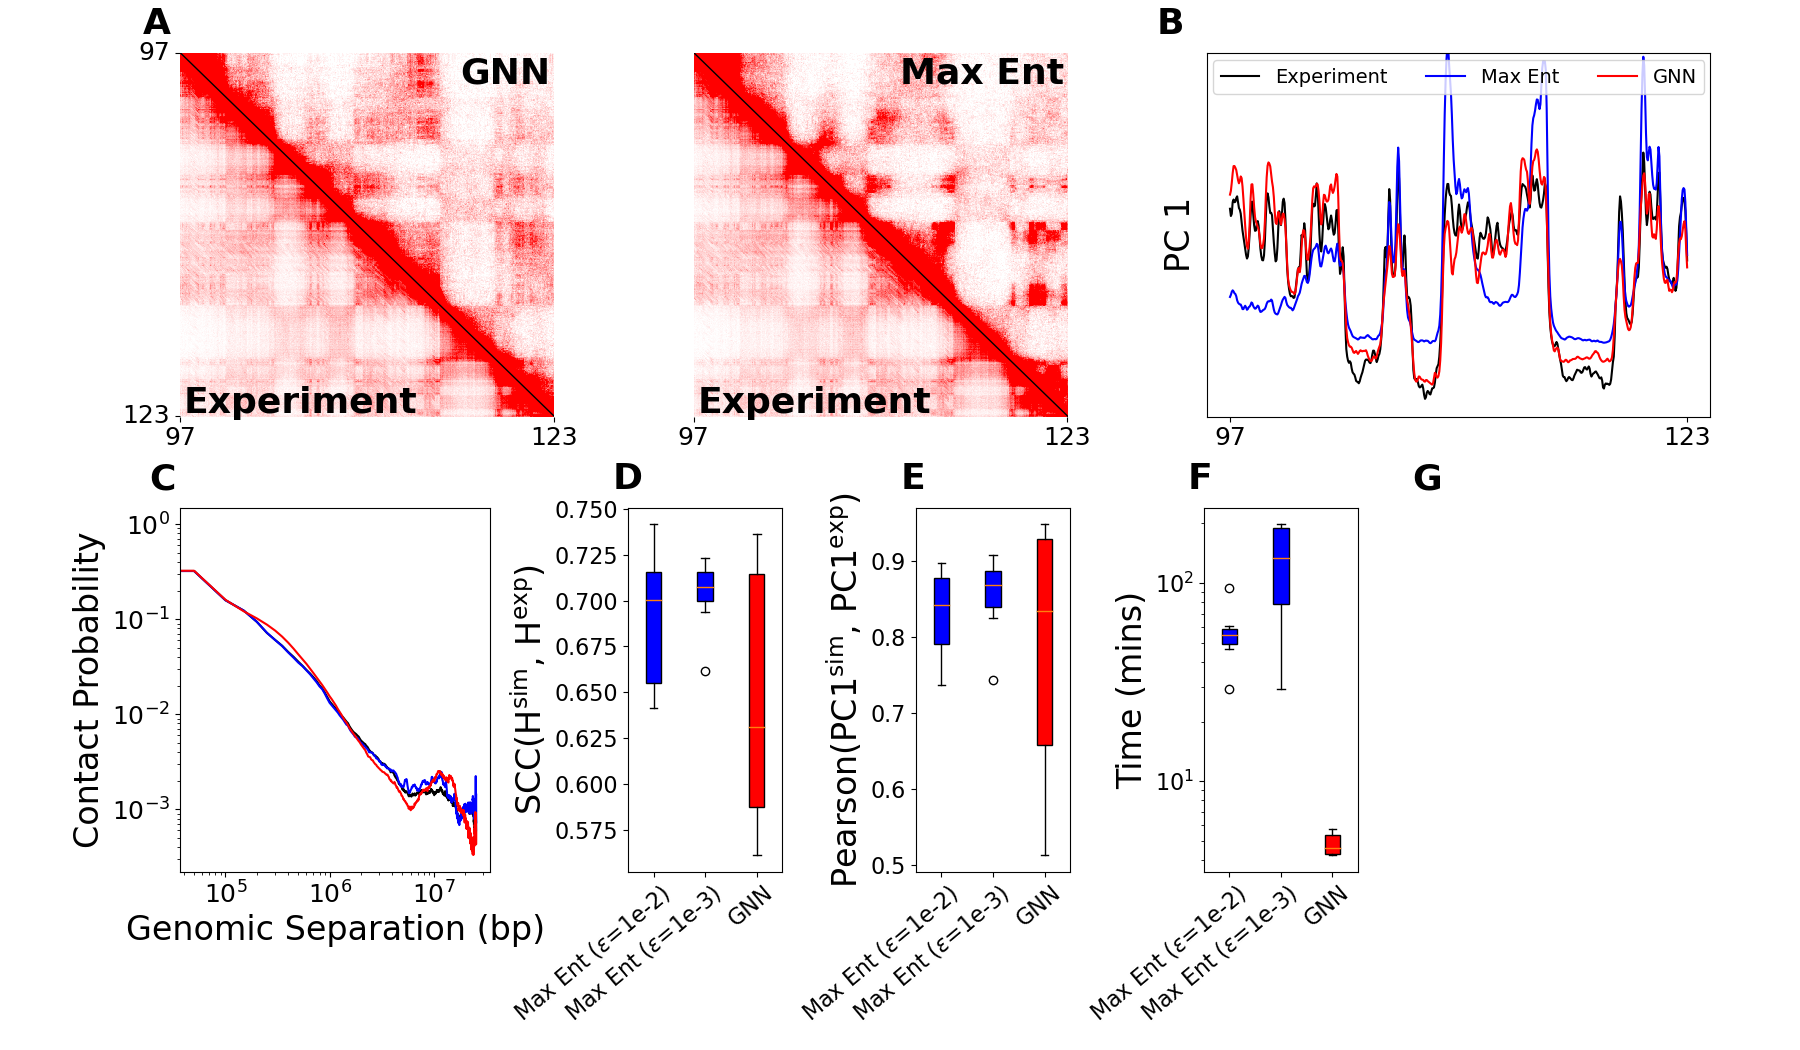 A
B
97
GNN
Max Ent
Experiment
Max Ent
GNN
PC 1
Experiment
Experiment
123
97
123
97
123
97
123
C
D
E
F
G
10^0
10^-1
10^-2
10^-3
Contact Probability
10^5
10^6
10^7
Genomic Separation (bp)
0.750
0.725
0.700
0.675
0.650
0.625
0.600
0.575
SCC(H^sim, H^exp)
Max Ent (ε=1e-2)
Max Ent (ε=1e-3)
GNN
0.9
0.8
0.7
0.6
0.5
Pearson(PC1^sim, PC1^exp)
Max Ent (ε=1e-2)
Max Ent (ε=1e-3)
GNN
10^2
10^1
Time (mins)
Max Ent (ε=1e-2)
Max Ent (ε=1e-3)
GNN